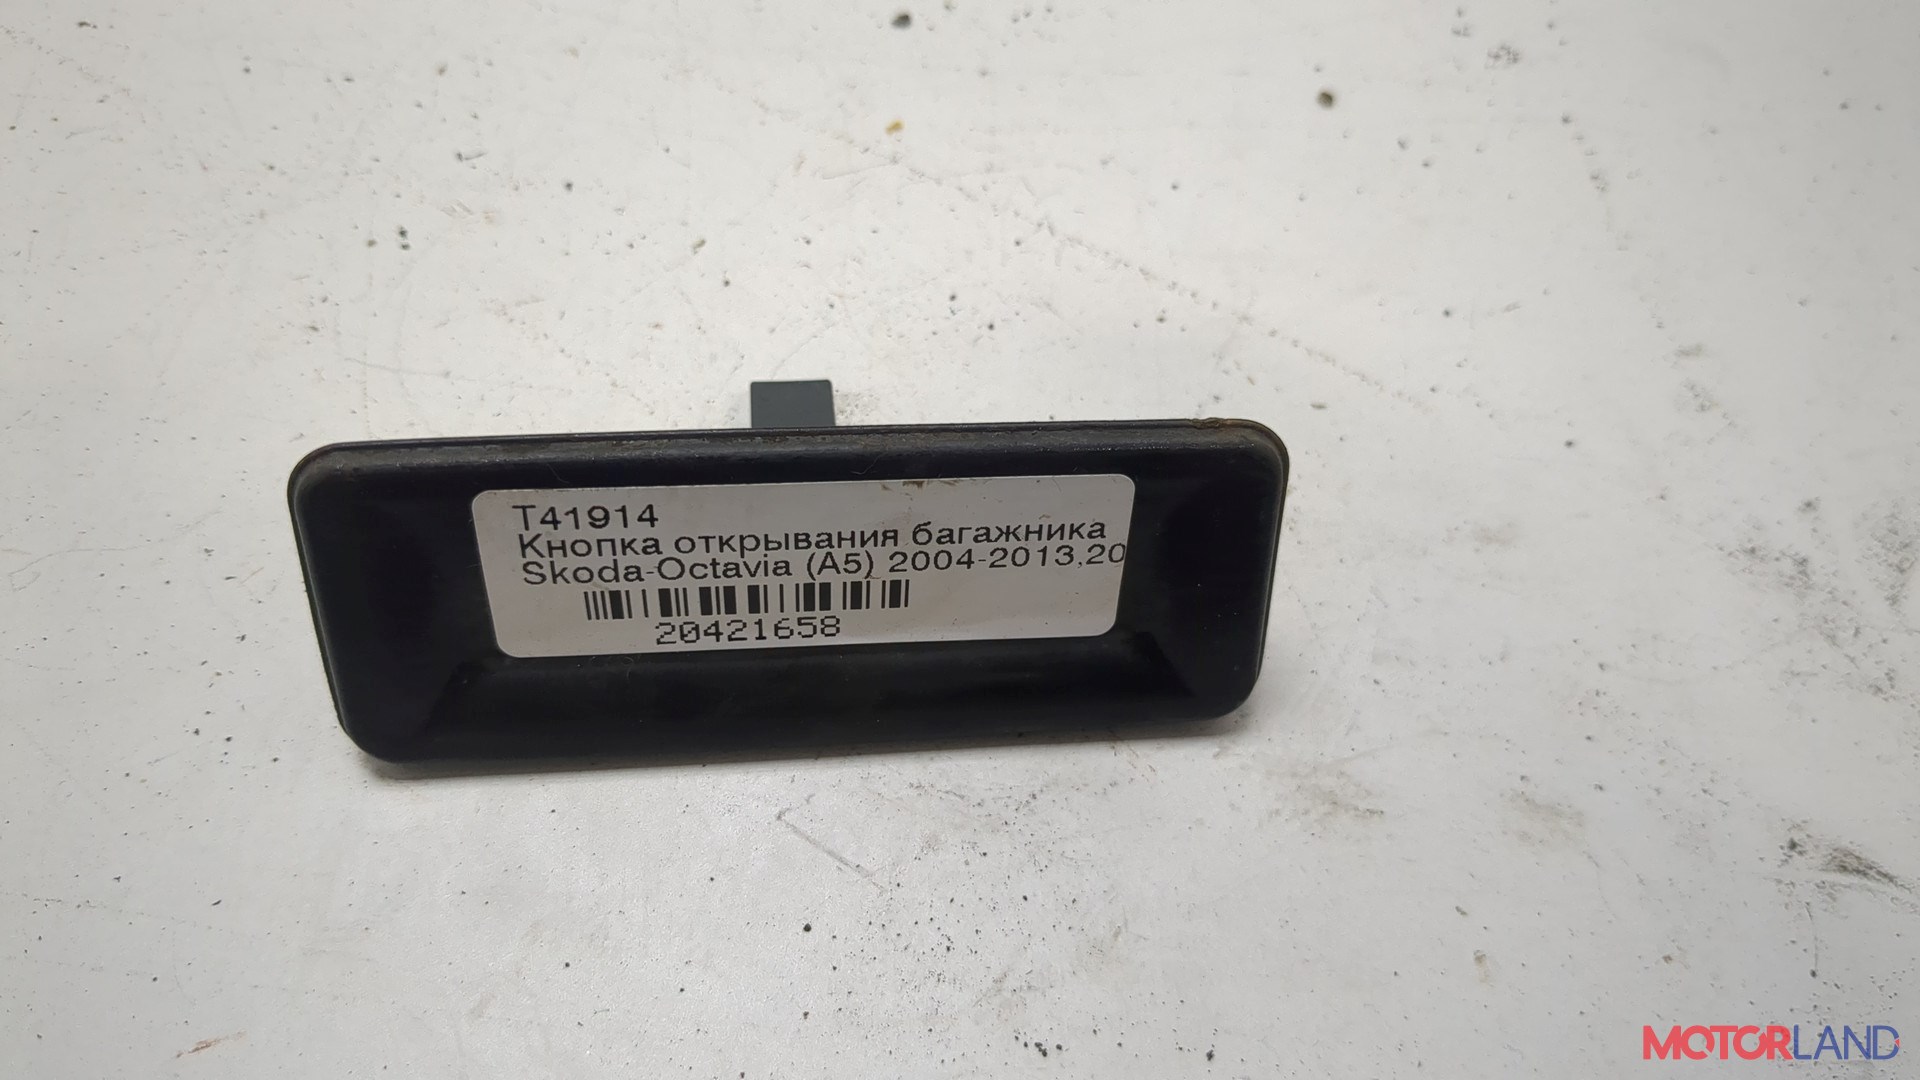 T41914
Кнопка открывания багажника
Skoda-Octavia (A5) 2004-2013,20
20421658
MOTORLAND